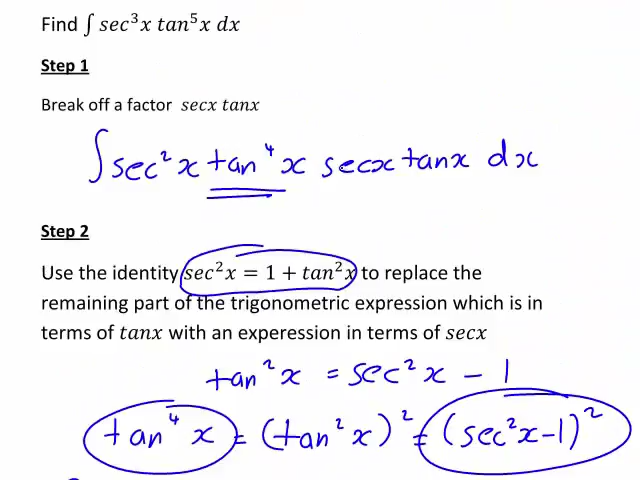 Find ∫ sec³x tan⁵x dx
Step 1
Break off a factor secx tanx
∫ sec²x tan⁴x secx tanx dx
Step 2
Use the identity sec²x = 1 + tan²x to replace the
remaining part of the trigonometric expression which is in
terms of tanx with an experession in terms of secx
tan²x = sec²x − 1
tan⁴x = (tan²x)² = (sec²x−1)²